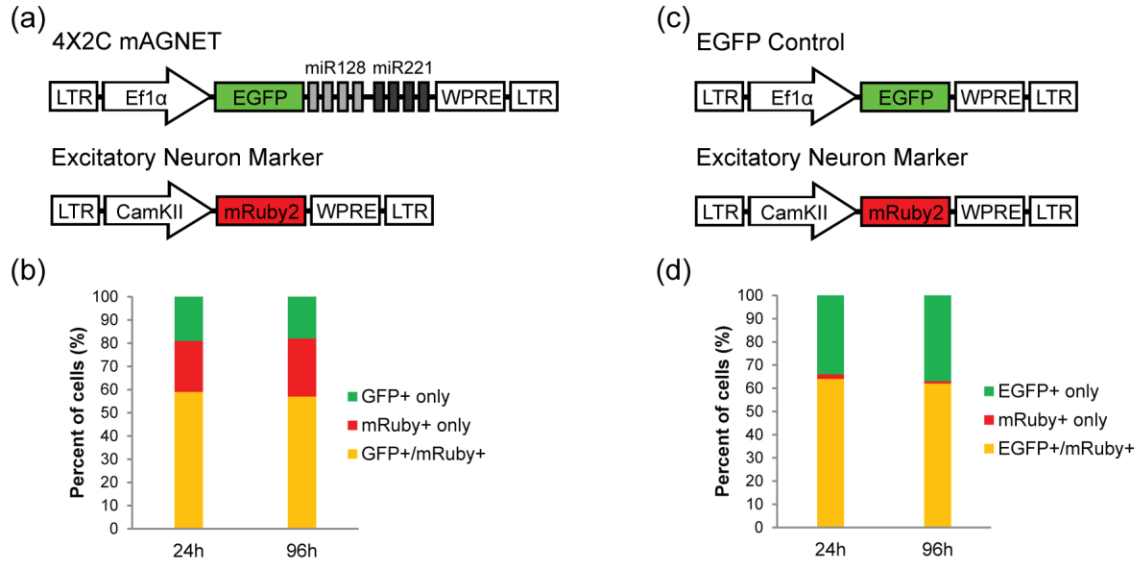 (a)
4X2C mAGNET
miR128 miR221
LTR Ef1α EGFP WPRE LTR
Excitatory Neuron Marker
LTR CamKII mRuby2 WPRE LTR
(b)
Percent of cells (%)
100
90
80
70
60
50
40
30
20
10
0
24h 96h
GFP+ only
mRuby+ only
GFP+/mRuby+
(c)
EGFP Control
LTR Ef1α EGFP WPRE LTR
Excitatory Neuron Marker
LTR CamKII mRuby2 WPRE LTR
(d)
Percent of cells (%)
100
90
80
70
60
50
40
30
20
10
0
24h 96h
EGFP+ only
mRuby+ only
EGFP+/mRuby+